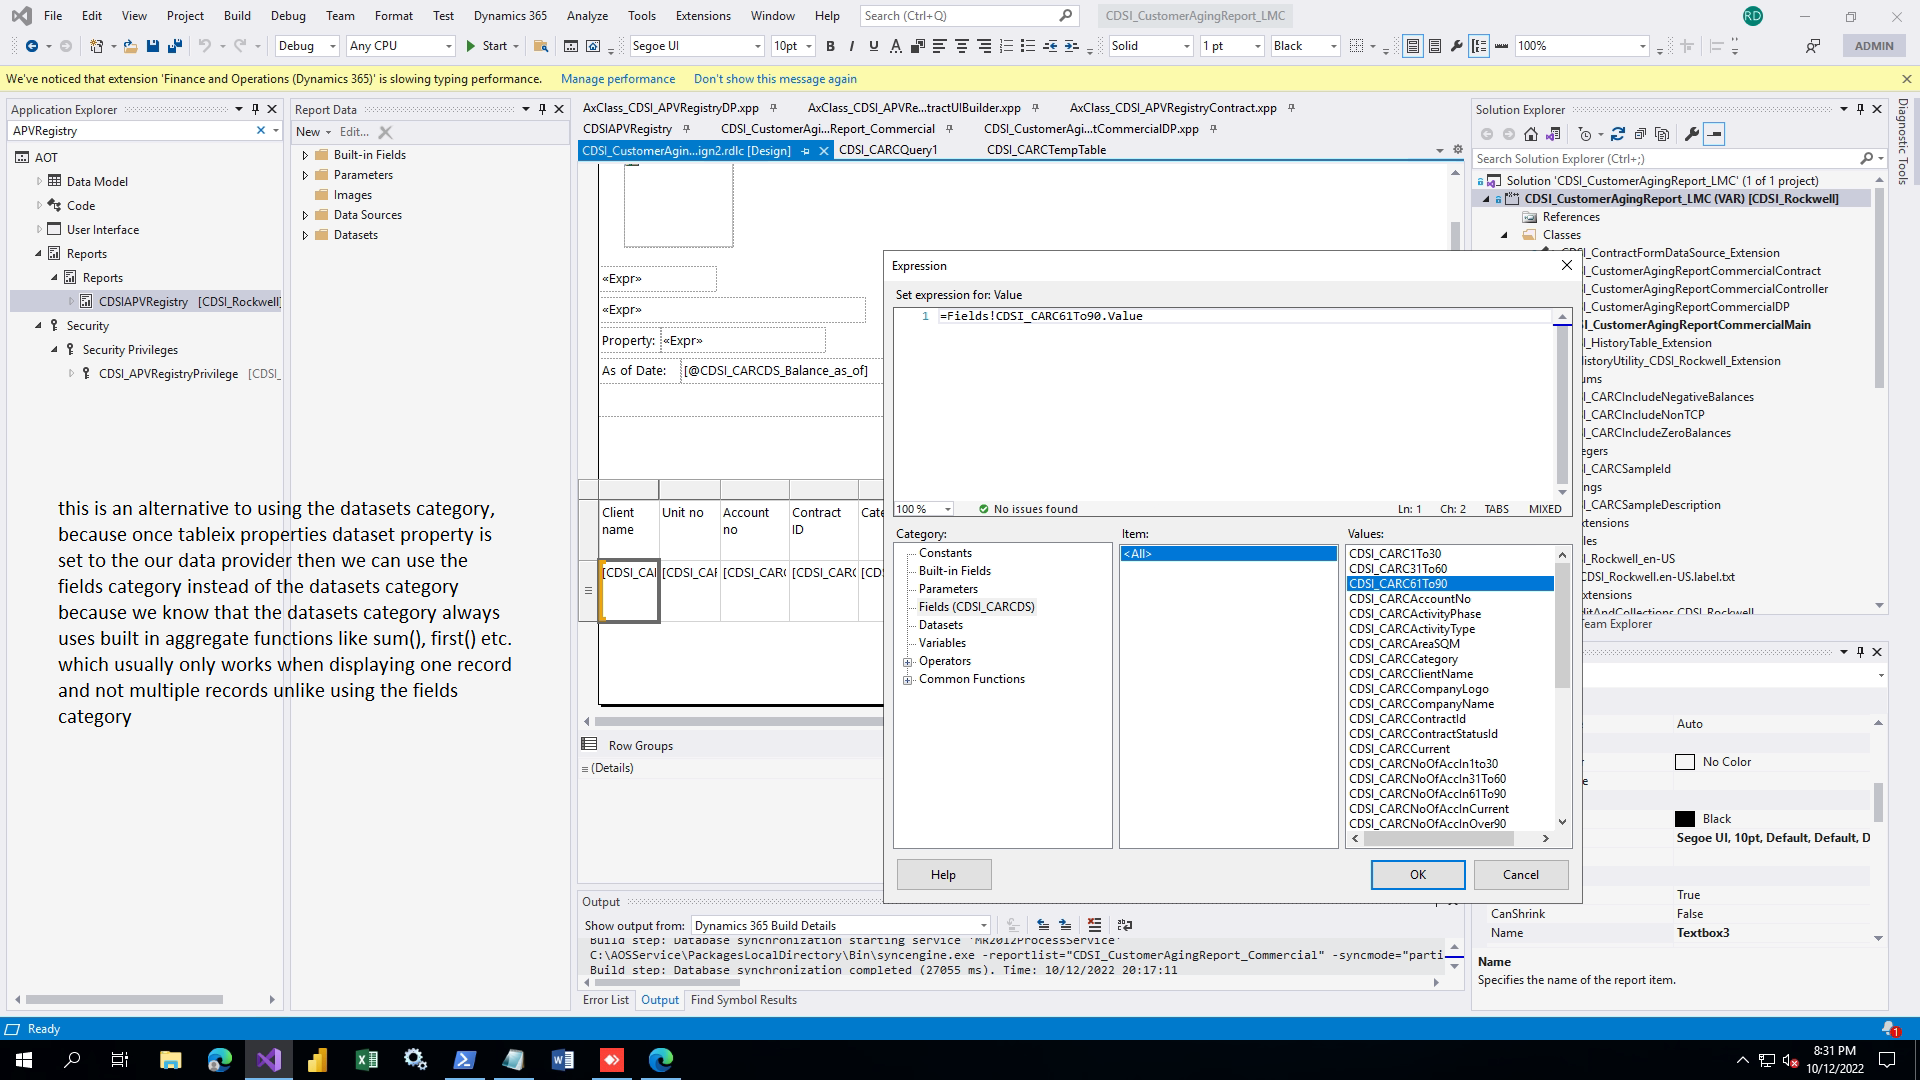 File Edit View Project Build Debug Team Format Test Dynamics 365 Analyze Tools Extensions Window Help Search (Ctrl+Q) CDSI_CustomerAgingReport_LMC RD
Debug Any CPU Start Segoe UI 10pt B I U A Solid 1 pt Black 100% ADMIN
We've noticed that extension 'Finance and Operations (Dynamics 365)' is slowing typing performance. Manage performance Don't show this message again
Application Explorer
APVRegistry
AOT
Data Model
Code
User Interface
Reports
Reports
CDSIAPVRegistry [CDSI_Rockwell]
Security
Security Privileges
CDSI_APVRegistryPrivilege [CDSI_
this is an alternative to using the datasets category,
because once tableix properties dataset property is
set to the our data provider then we can use the
fields category instead of the datasets category
because we know that the datasets category always
uses built in aggregate functions like sum(), first() etc.
which usually only works when displaying one record
and not multiple records unlike using the fields
category
Report Data
New Edit...
Built-in Fields
Parameters
Images
Data Sources
Datasets
AxClass_CDSI_APVRegistryDP.xpp AxClass_CDSI_APVRe...tractUIBuilder.xpp AxClass_CDSI_APVRegistryContract.xpp
CDSIAPVRegistry CDSI_CustomerAgi...Report_Commercial CDSI_CustomerAgi...tCommercialDP.xpp
CDSI_CustomerAgin...ign2.rdlc [Design] CDSI_CARCQuery1 CDSI_CARCTempTable
«Expr»
«Expr»
Property: «Expr»
As of Date: [@CDSI_CARCDS_Balance_as_of]
Client name Unit no Account no Contract ID Cate
[CDSI_CAI [CDSI_CAF [CDSI_CAR( [CDSI_CAR( [CDS
Row Groups
(Details)
Expression
Set expression for: Value
1 =Fields!CDSI_CARC61To90.Value
100 % No issues found Ln: 1 Ch: 2 TABS MIXED
Category:
Constants
Built-in Fields
Parameters
Fields (CDSI_CARCDS)
Datasets
Variables
Operators
Common Functions
Item:
<All>
Values:
CDSI_CARC1To30
CDSI_CARC31To60
CDSI_CARC61To90
CDSI_CARCAccountNo
CDSI_CARCActivityPhase
CDSI_CARCActivityType
CDSI_CARCAreaSQM
CDSI_CARCCategory
CDSI_CARCClientName
CDSI_CARCCompanyLogo
CDSI_CARCCompanyName
CDSI_CARCContractId
CDSI_CARCContractStatusId
CDSI_CARCCurrent
CDSI_CARCNoOfAccIn1to30
CDSI_CARCNoOfAccIn31To60
CDSI_CARCNoOfAccIn61To90
CDSI_CARCNoOfAccInCurrent
CDSI_CARCNoOfAccInOver90
Help OK Cancel
Output
Show output from: Dynamics 365 Build Details
Build step: Database synchronization starting service 'MR2012ProcessService'
C:\AOSService\PackagesLocalDirectory\Bin\syncengine.exe -reportlist="CDSI_CustomerAgingReport_Commercial" -syncmode="parti
Build step: Database synchronization completed (27055 ms). Time: 10/12/2022 20:17:11
Error List Output Find Symbol Results
Solution Explorer
Search Solution Explorer (Ctrl+;)
Solution 'CDSI_CustomerAgingReport_LMC' (1 of 1 project)
CDSI_CustomerAgingReport_LMC (VAR) [CDSI_Rockwell]
References
Classes
CDSI_ContractFormDataSource_Extension
I_CustomerAgingReportCommercialContract
I_CustomerAgingReportCommercialController
I_CustomerAgingReportCommercialDP
I_CustomerAgingReportCommercialMain
I_HistoryTable_Extension
istoryUtility_CDSI_Rockwell_Extension
ums
I_CARCIncludeNegativeBalances
I_CARCIncludeNonTCP
I_CARCIncludeZeroBalances
egers
I_CARCSampleId
ngs
I_CARCSampleDescription
xtensions
les
I_Rockwell_en-US
CDSI_Rockwell.en-US.label.txt
xtensions
litAndCollections.CDSI_Rockwell
Team Explorer
Auto
No Color
Black
Segoe UI, 10pt, Default, Default, D
True
CanShrink False
Name Textbox3
Name
Specifies the name of the report item.
Diagnostic Tools
Ready 1
8:31 PM
10/12/2022